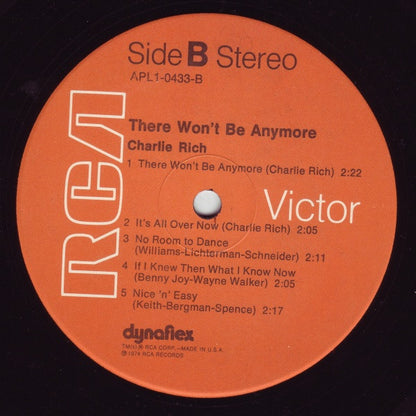 Side B Stereo
APL1-0433-B
RCA
There Won't Be Anymore
Charlie Rich
1 There Won't Be Anymore (Charlie Rich) 2:22
Victor
2 It's All Over Now (Charlie Rich) 2:05
3 No Room to Dance
(Williams-Lichterman-Schneider) 2:11
4 If I Knew Then What I Know Now
(Benny Joy-Wayne Walker) 2:05
5 Nice 'n' Easy
(Keith-Bergman-Spence) 2:17
dynaflex
TM(s) ® RCA CORP.—MADE IN U.S.A.
℗ 1974 RCA RECORDS